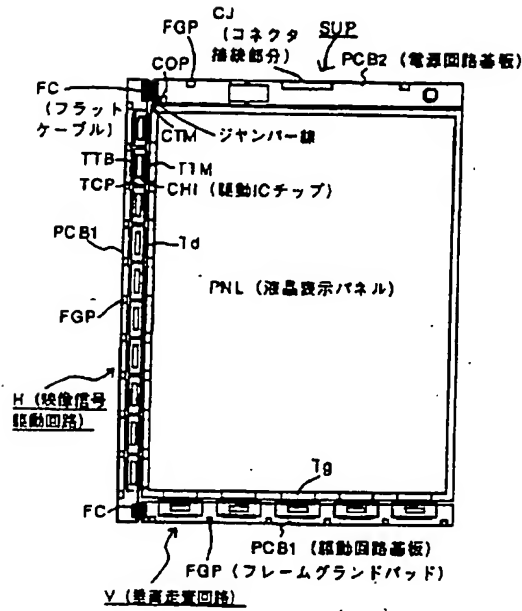 CJ
(コネクタ
接続部分)
SUP
FGP
COP
PCB2 (電源回路基板)
FC
(フラット
ケーブル)
CTM
ジャンパー線
TTB
TTM
TCP
CHI (駆動ICチップ)
PCB1
Td
PNL (液晶表示パネル)
FGP
H (映像信号
駆動回路)
Tg
FC
PCB1 (駆動回路基板)
FGP (フレームグランドパッド)
V (垂直走査回路)